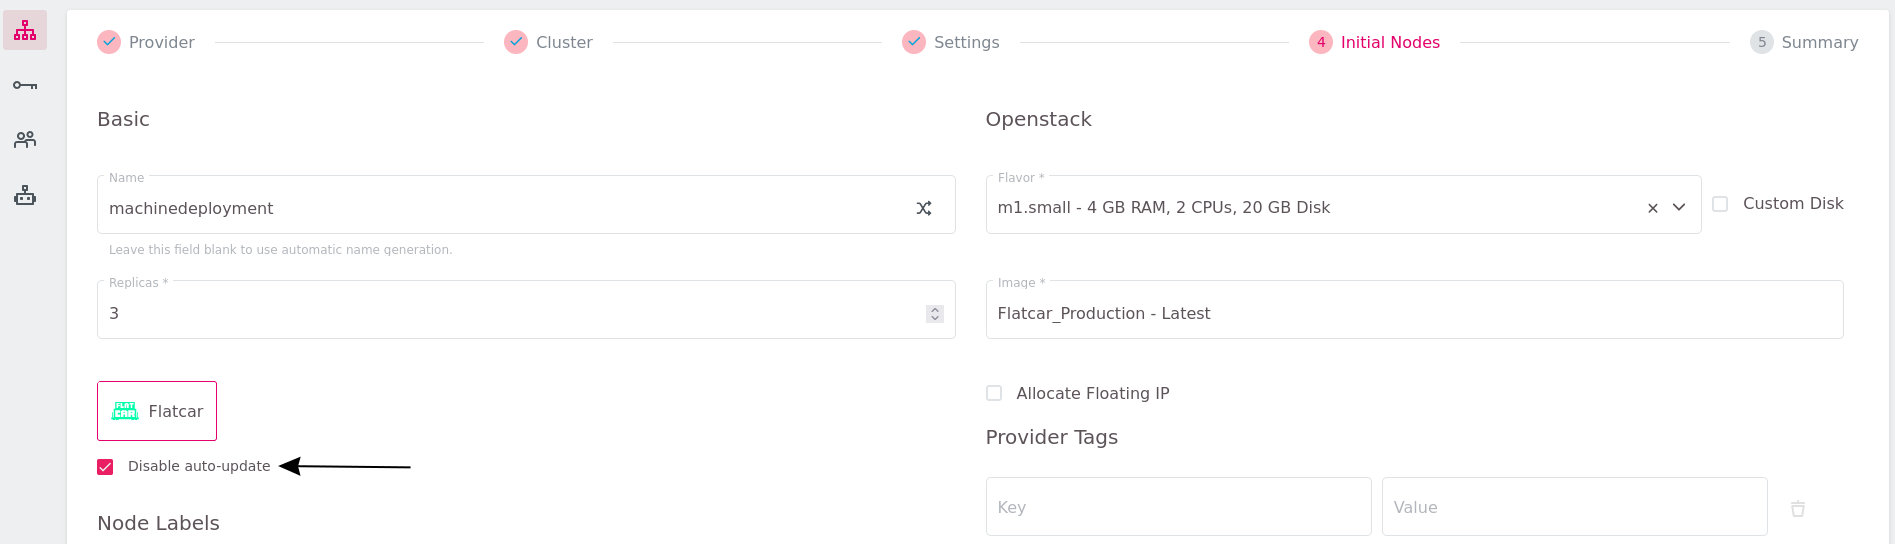 Provider
Cluster
Settings
4 Initial Nodes
5 Summary
Basic
Name
machinedeployment
Leave this field blank to use automatic name generation.
Replicas *
3
FLAT
CAR
Flatcar
Disable auto-update
Node Labels
Openstack
Flavor *
m1.small - 4 GB RAM, 2 CPUs, 20 GB Disk
Custom Disk
Image *
Flatcar_Production - Latest
Allocate Floating IP
Provider Tags
Key
Value